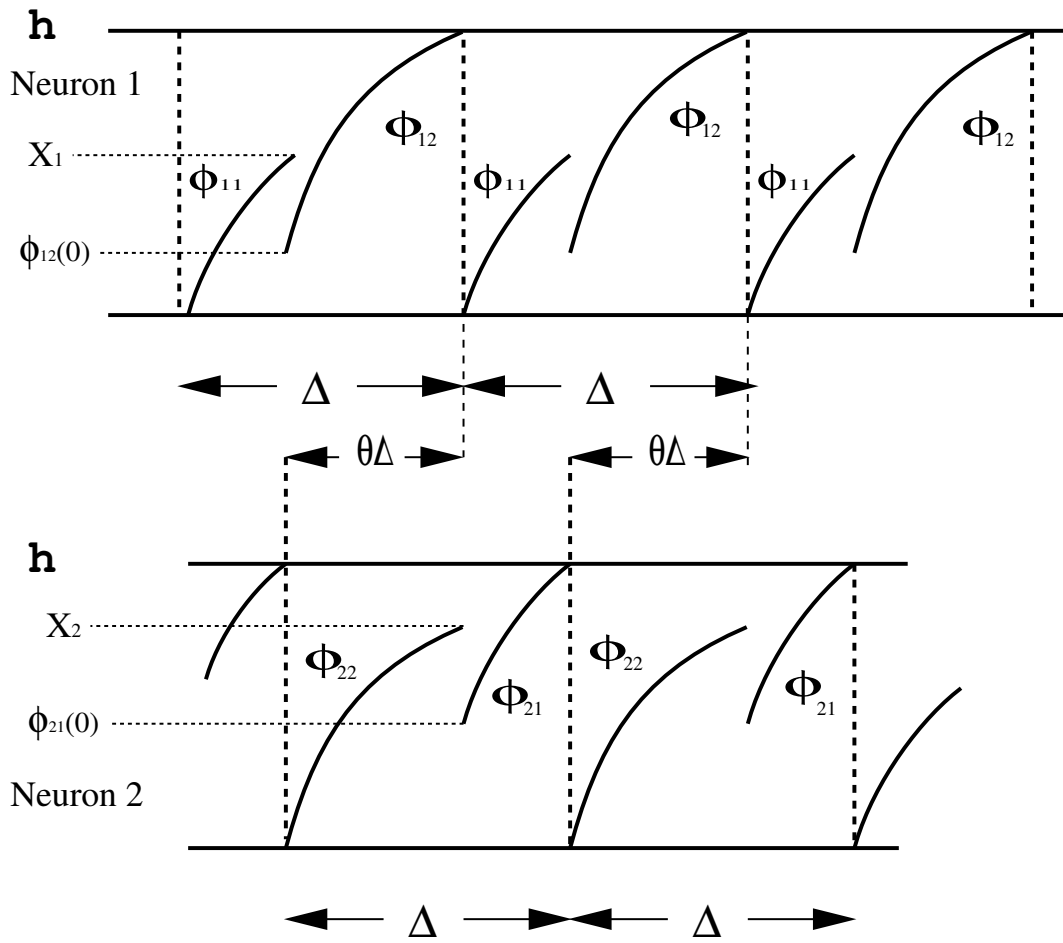 h
Neuron 1
X1
ϕ11
ϕ12(0)
ϕ12
ϕ11
ϕ12
ϕ11
ϕ12
Δ
Δ
θΔ
θΔ
h
X2
ϕ22
ϕ21
ϕ22
ϕ21
ϕ21(0)
Neuron 2
Δ
Δ